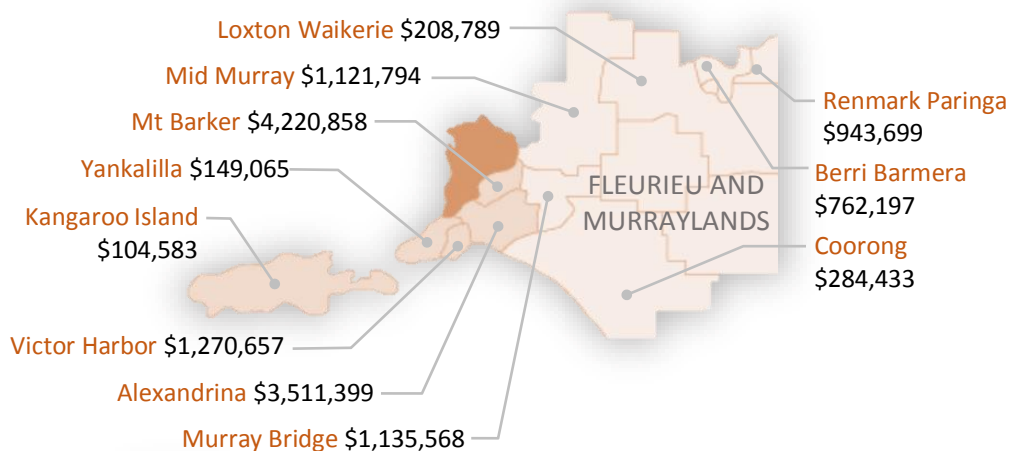 Loxton Waikerie $208,789
Mid Murray $1,121,794
Mt Barker $4,220,858
Yankalilla $149,065
Kangaroo Island
$104,583
Victor Harbor $1,270,657
Alexandrina $3,511,399
Murray Bridge $1,135,568
FLEURIEU AND
MURRAYLANDS
Renmark Paringa
$943,699
Berri Barmera
$762,197
Coorong
$284,433